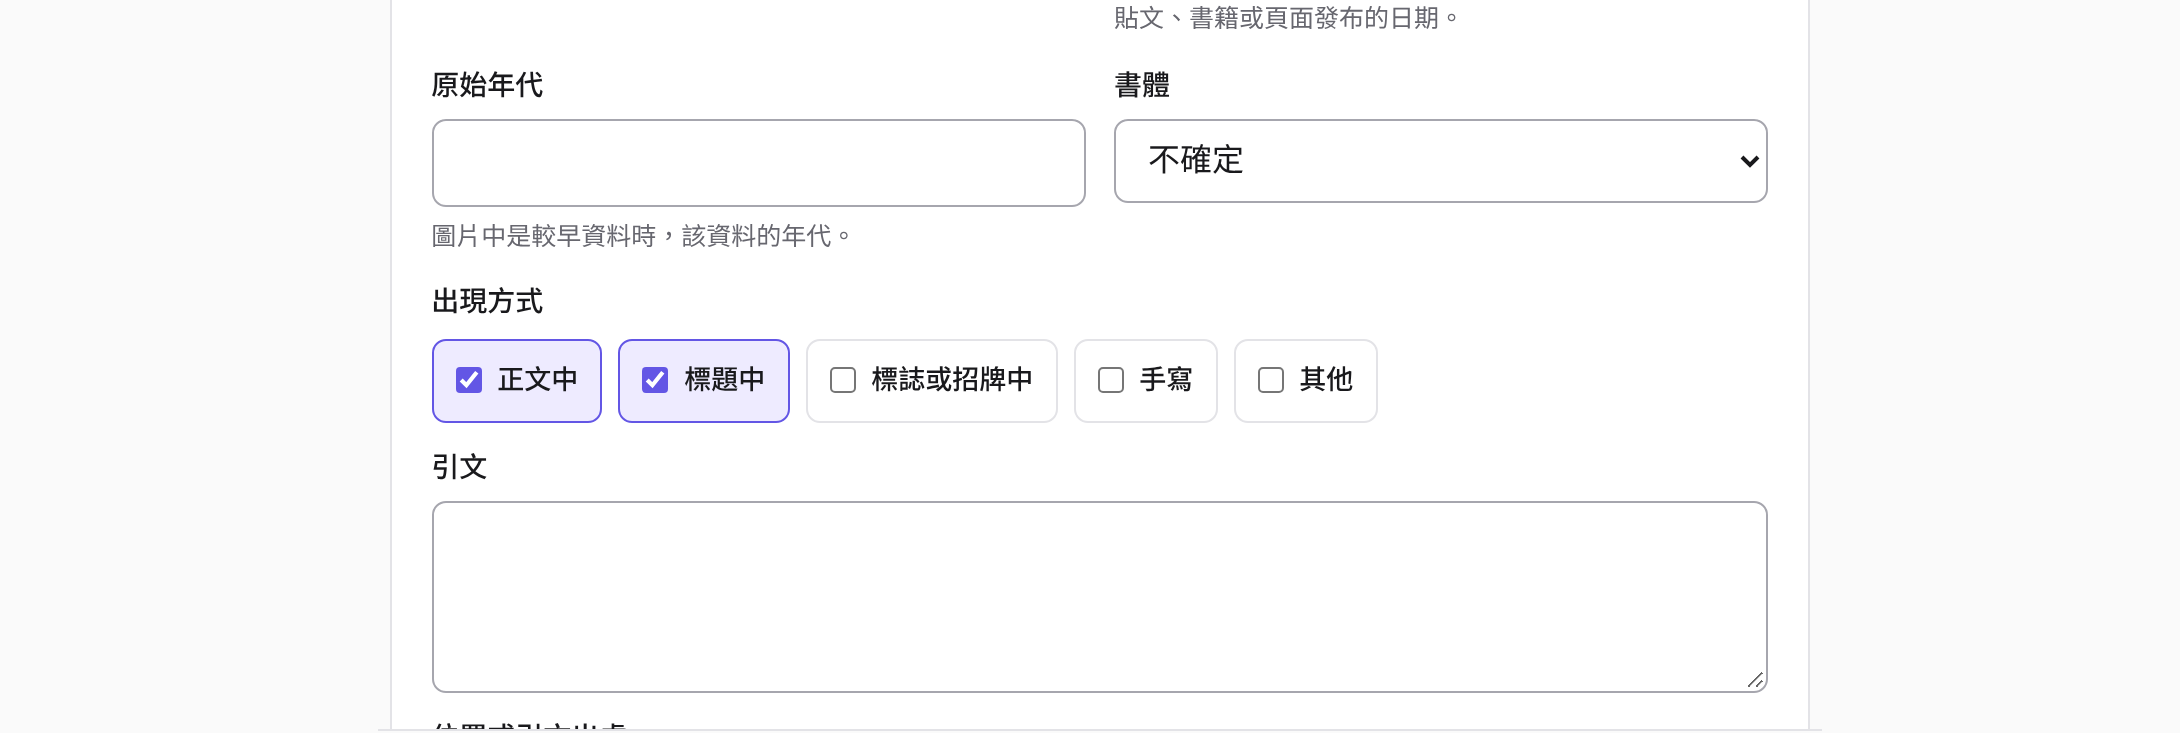 貼文、書籍或頁面發布的日期。
原始年代
書體
不確定
圖片中是較早資料時，該資料的年代。
出現方式
正文中
標題中
標誌或招牌中
手寫
其他
引文